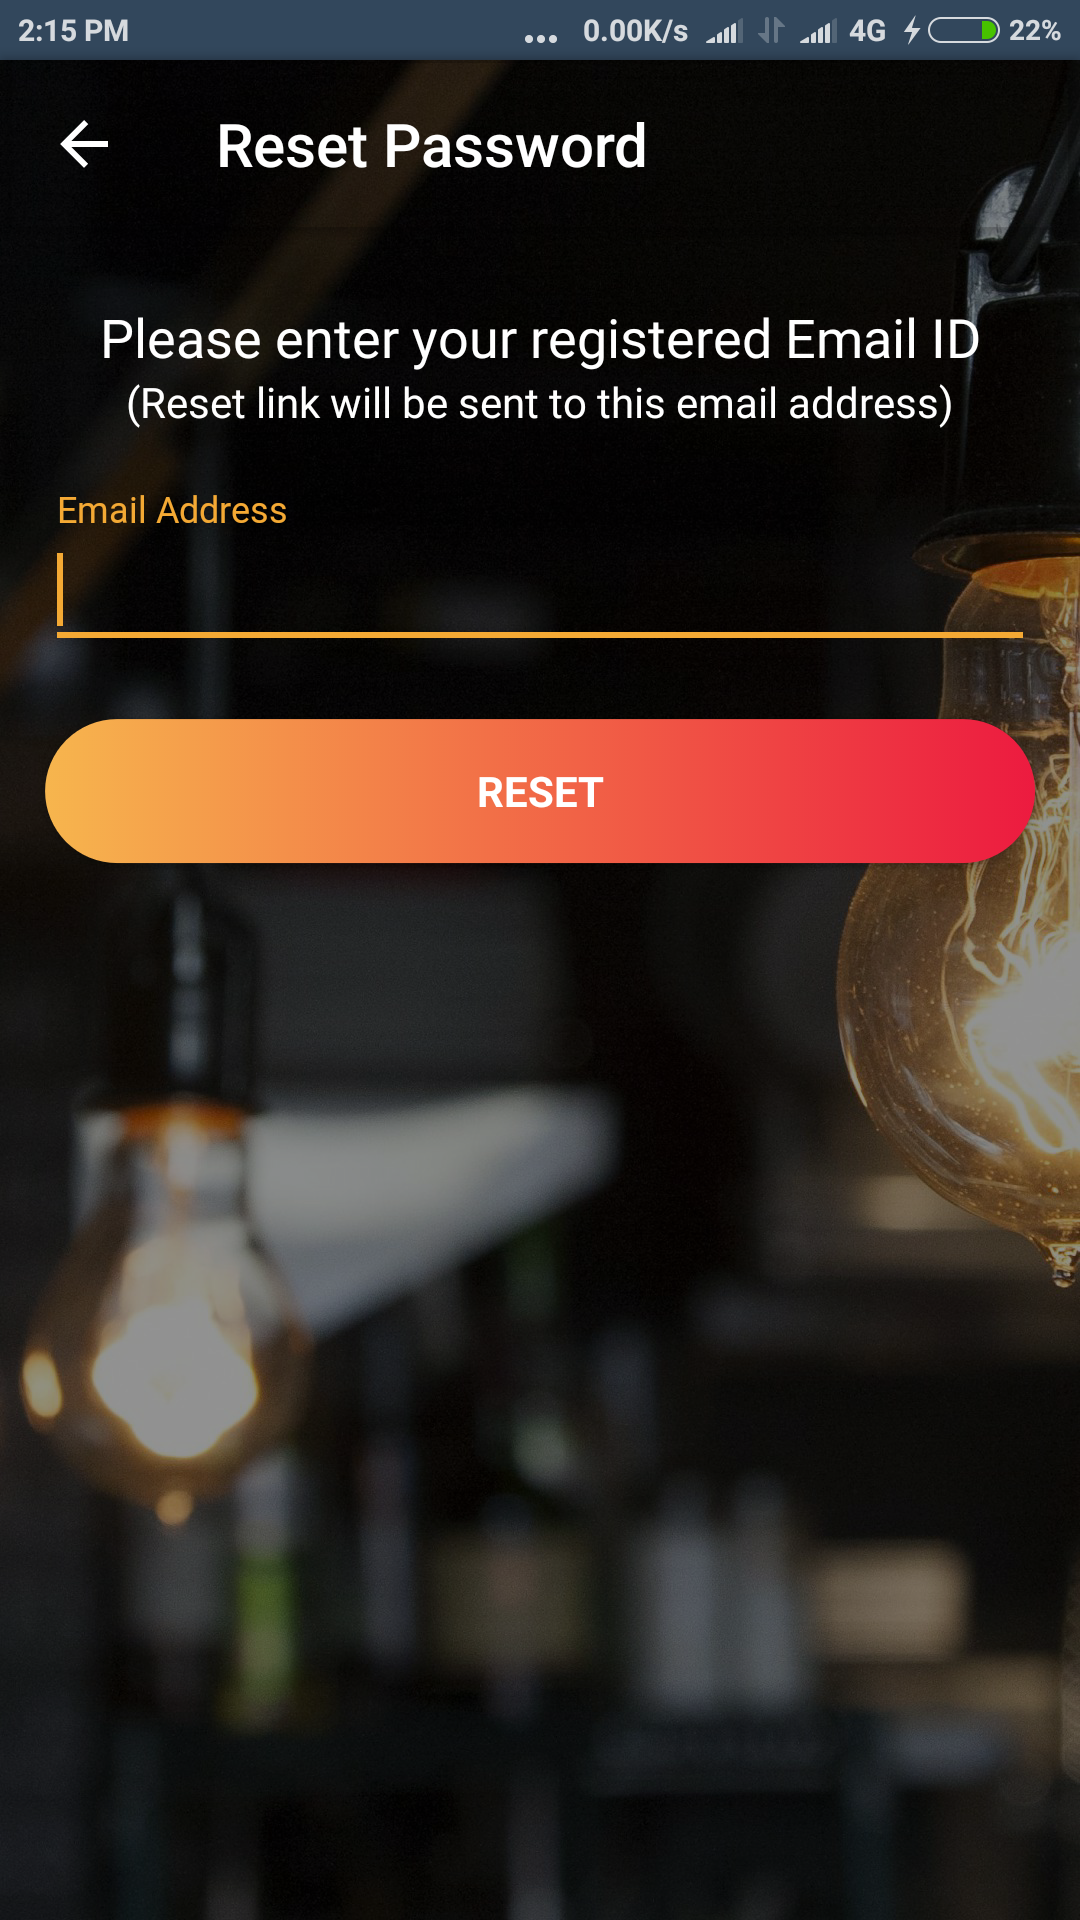 2:15 PM ... 0.00K/s 4G 22%
Reset Password
Please enter your registered Email ID
(Reset link will be sent to this email address)
Email Address
RESET